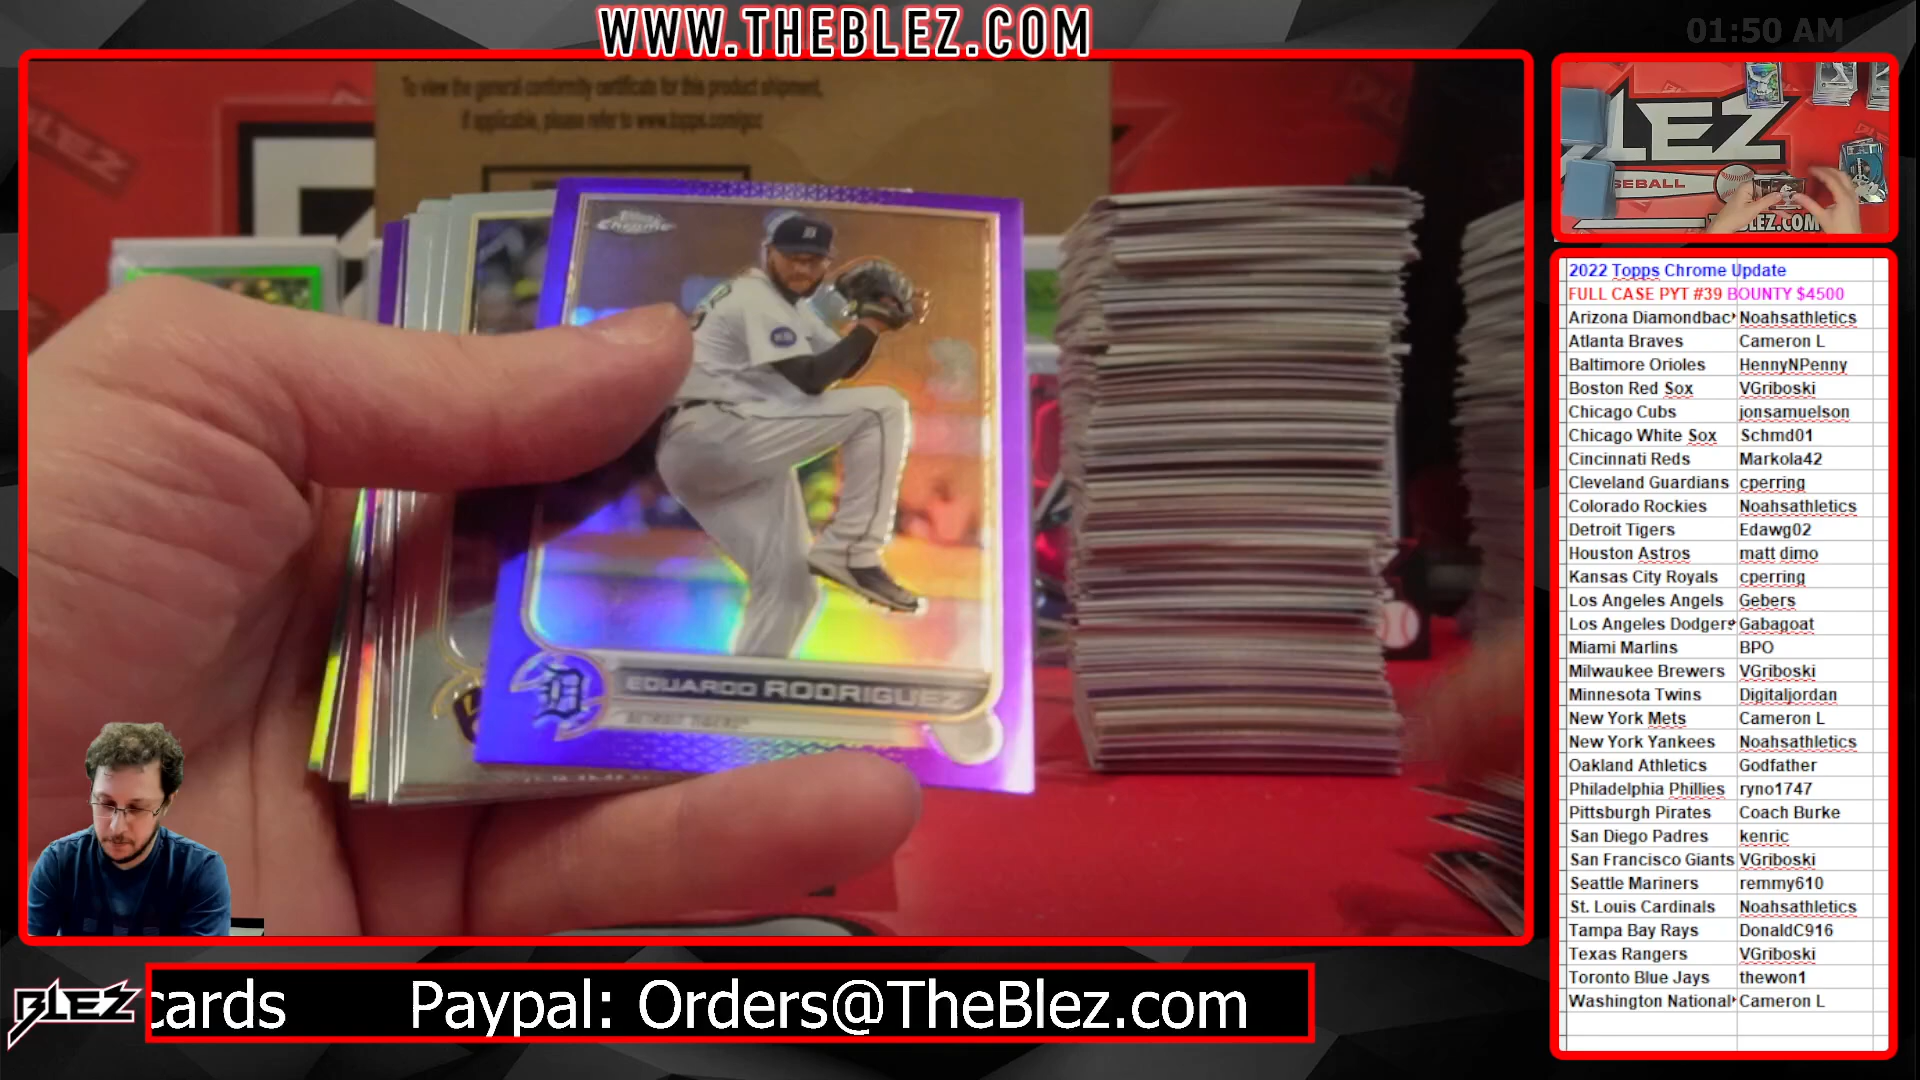 WWW.THEBLEZ.COM
01:50 AM
To view the general conformity certificate for this product shipment,
if applicable, please refer to www.topps.com/gcc
BLEZ
Topps
Chrome
EDUARDO RODRIGUEZ
DETROIT TIGERS
LEZ
SEBALL
BLEZ.COM
2022 Topps Chrome Update
FULL CASE PYT #39 BOUNTY $4500
Arizona Diamondbac Noahsathletics
Atlanta Braves Cameron L
Baltimore Orioles HennyNPenny
Boston Red Sox VGriboski
Chicago Cubs jonsamuelson
Chicago White Sox Schmd01
Cincinnati Reds Markola42
Cleveland Guardians cperring
Colorado Rockies Noahsathletics
Detroit Tigers Edawg02
Houston Astros matt dimo
Kansas City Royals cperring
Los Angeles Angels Gebers
Los Angeles Dodgers Gabagoat
Miami Marlins BPO
Milwaukee Brewers VGriboski
Minnesota Twins Digitaljordan
New York Mets Cameron L
New York Yankees Noahsathletics
Oakland Athletics Godfather
Philadelphia Phillies ryno1747
Pittsburgh Pirates Coach Burke
San Diego Padres kenric
San Francisco Giants VGriboski
Seattle Mariners remmy610
St. Louis Cardinals Noahsathletics
Tampa Bay Rays DonaldC916
Texas Rangers VGriboski
Toronto Blue Jays thewon1
Washington National Cameron L
BLEZ
cards Paypal: Orders@TheBlez.com